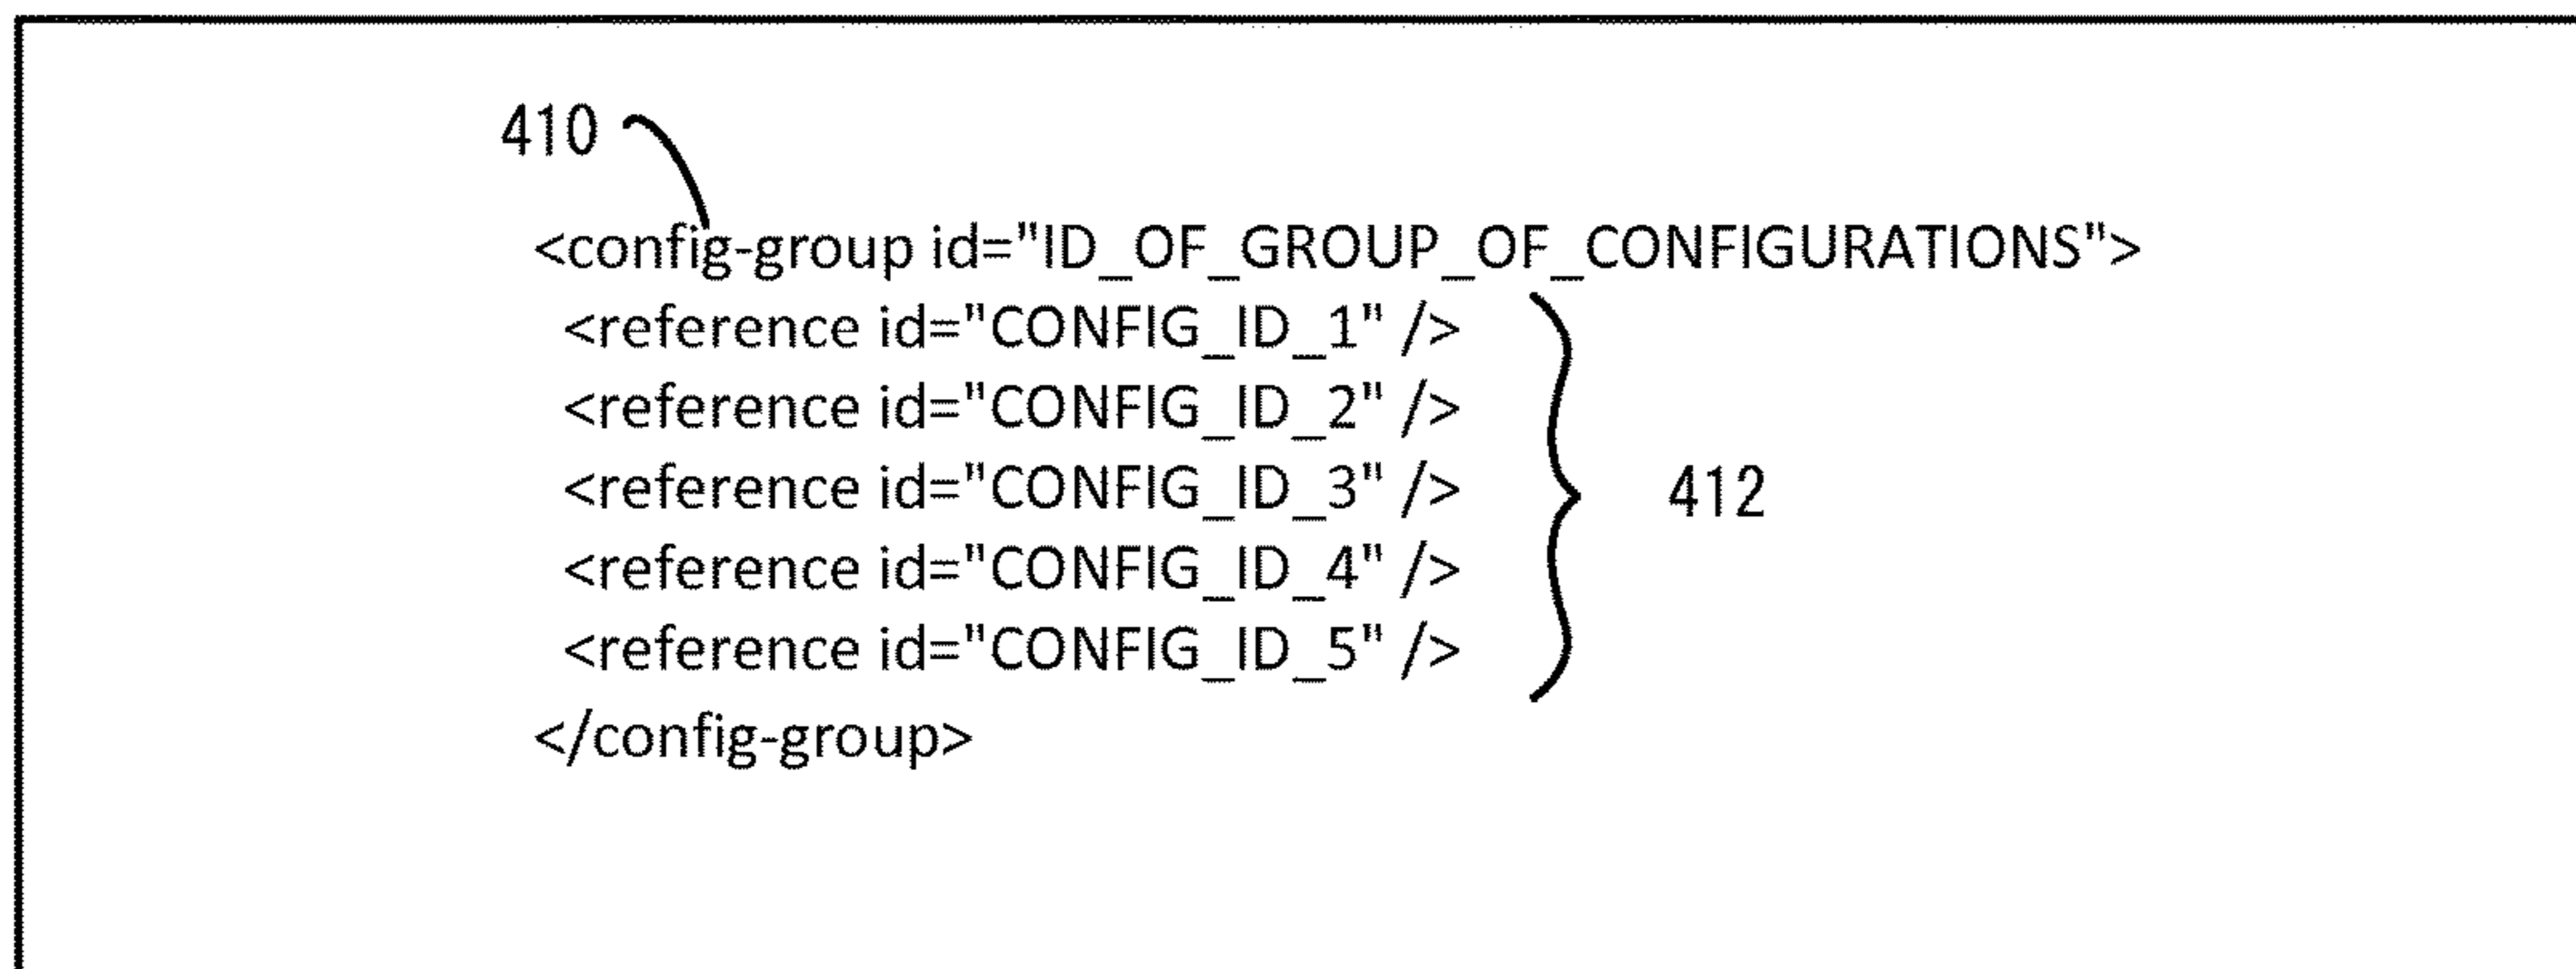 410
<config-group id="ID_OF_GROUP_OF_CONFIGURATIONS">
<reference id="CONFIG_ID_1" />
<reference id="CONFIG_ID_2" />
<reference id="CONFIG_ID_3" />
412
<reference id="CONFIG_ID_4" />
<reference id="CONFIG_ID_5" />
</config-group>